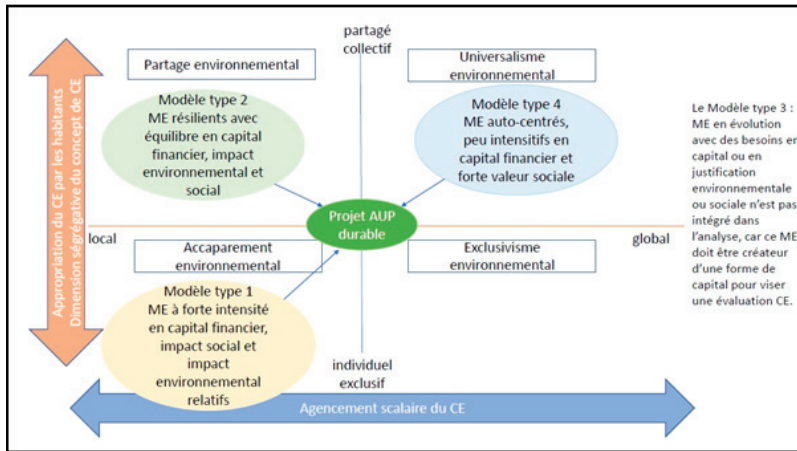 partagé
collectif
Partage environnemental
Universalisme
environnemental
Modèle type 2
ME résilients avec
équilibre en capital
financier, impact
environnemental et
social
Modèle type 4
ME auto-centrés,
peu intensitifs en
capital financier et
forte valeur sociale
Le Modèle type 3 :
ME en évolution
avec des besoins en
capital ou en
justification
environnementale
ou sociale n'est pas
intégré dans
l'analyse, car ce ME
doit être créateur
d'une forme de
capital pour viser
une évaluation CE.
Appropriation du CE par les habitants
Dimension ségrégative du concept de CE
Projet AUP
durable
local
global
Accaparement
environnemental
Exclusivisme
environnemental
Modèle type 1
ME à forte intensité
en capital financier,
impact social et
impact
environnemental
relatifs
individuel
exclusif
Agencement scalaire du CE